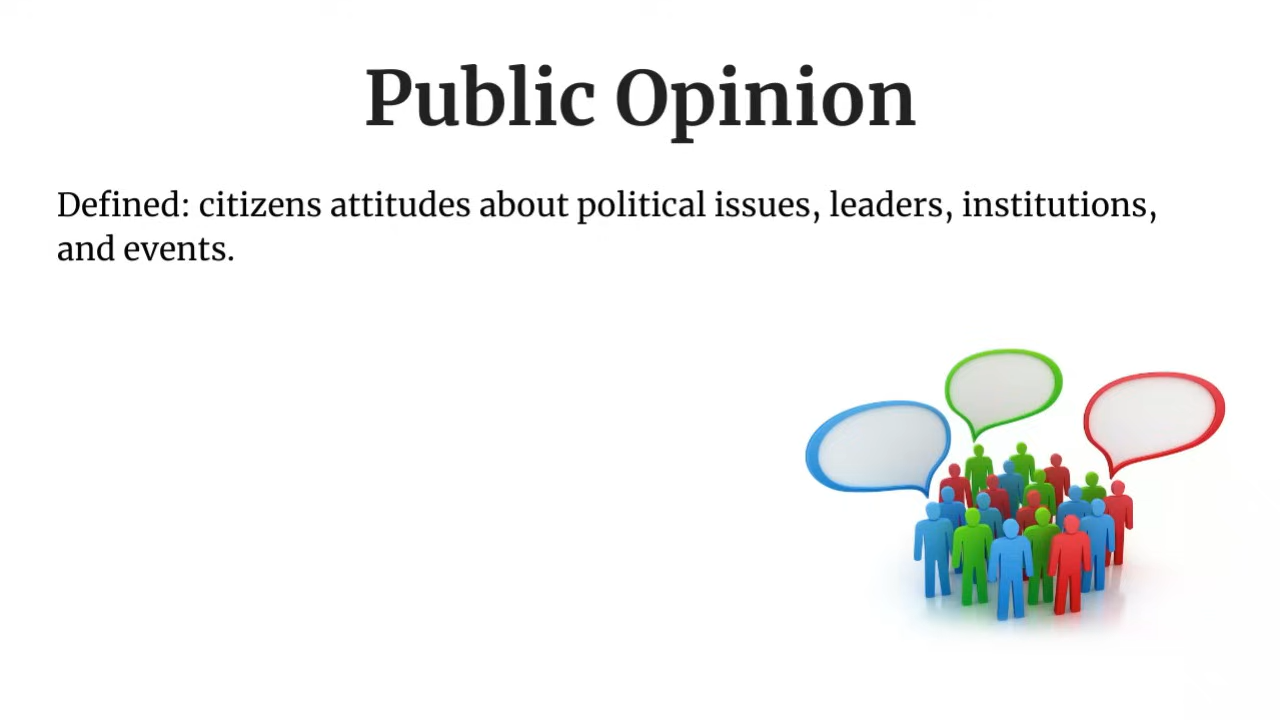 Public Opinion
Defined: citizens attitudes about political issues, leaders, institutions,
and events.